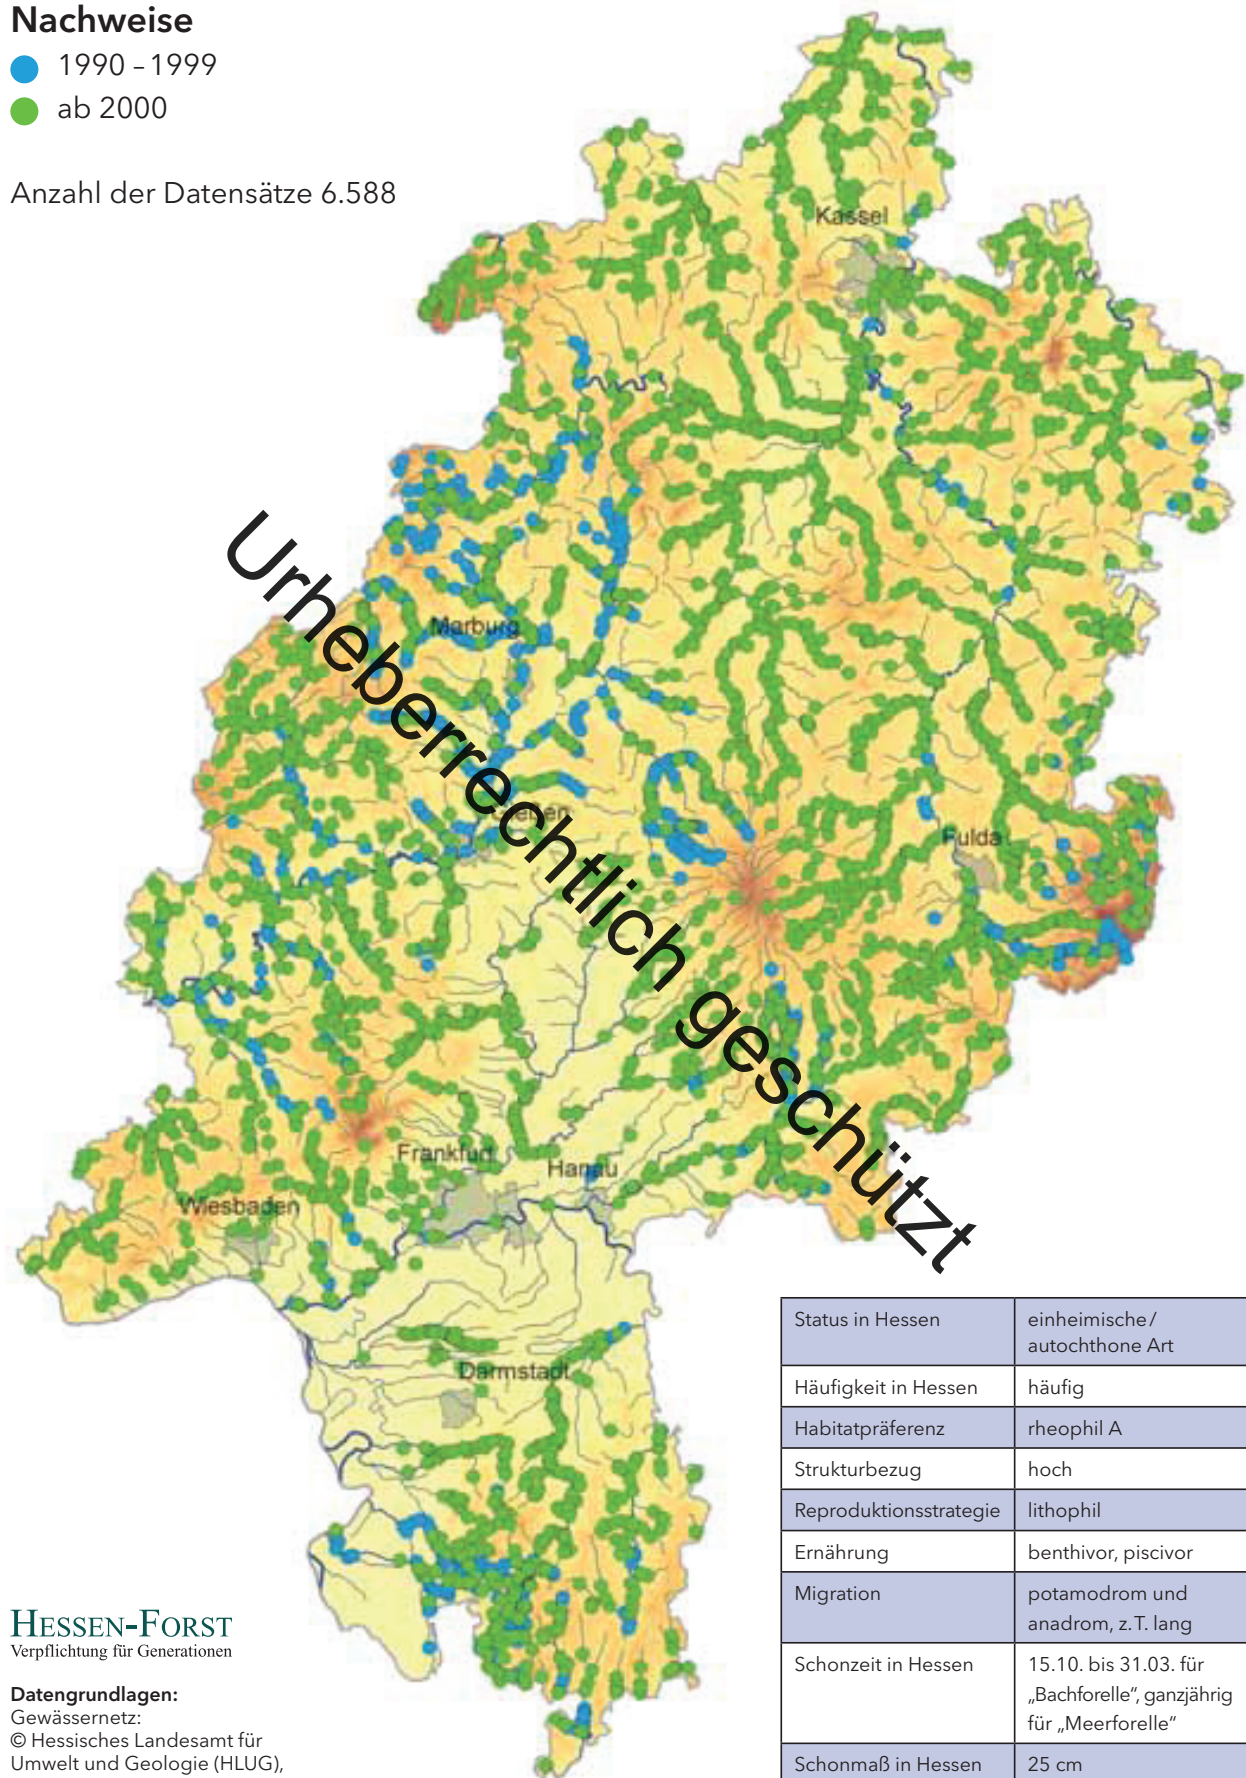 Nachweise
1990 – 1999
ab 2000
Anzahl der Datensätze 6.588
Kassel
Marburg
Gießen
Fulda
Frankfurt
Hanau
Wiesbaden
Darmstadt
Urheberrechtlich geschützt
Status in Hessen einheimische/
autochthone Art
Häufigkeit in Hessen häufig
Habitatpräferenz rheophil A
Strukturbezug hoch
Reproduktionsstrategie lithophil
Ernährung benthivor, piscivor
Migration potamodrom und
anadrom, z.T. lang
Schonzeit in Hessen 15.10. bis 31.03. für
„Bachforelle“, ganzjährig
für „Meerforelle“
Schonmaß in Hessen 25 cm
HESSEN-FORST
Verpflichtung für Generationen
Datengrundlagen:
Gewässernetz:
© Hessisches Landesamt für
Umwelt und Geologie (HLUG),